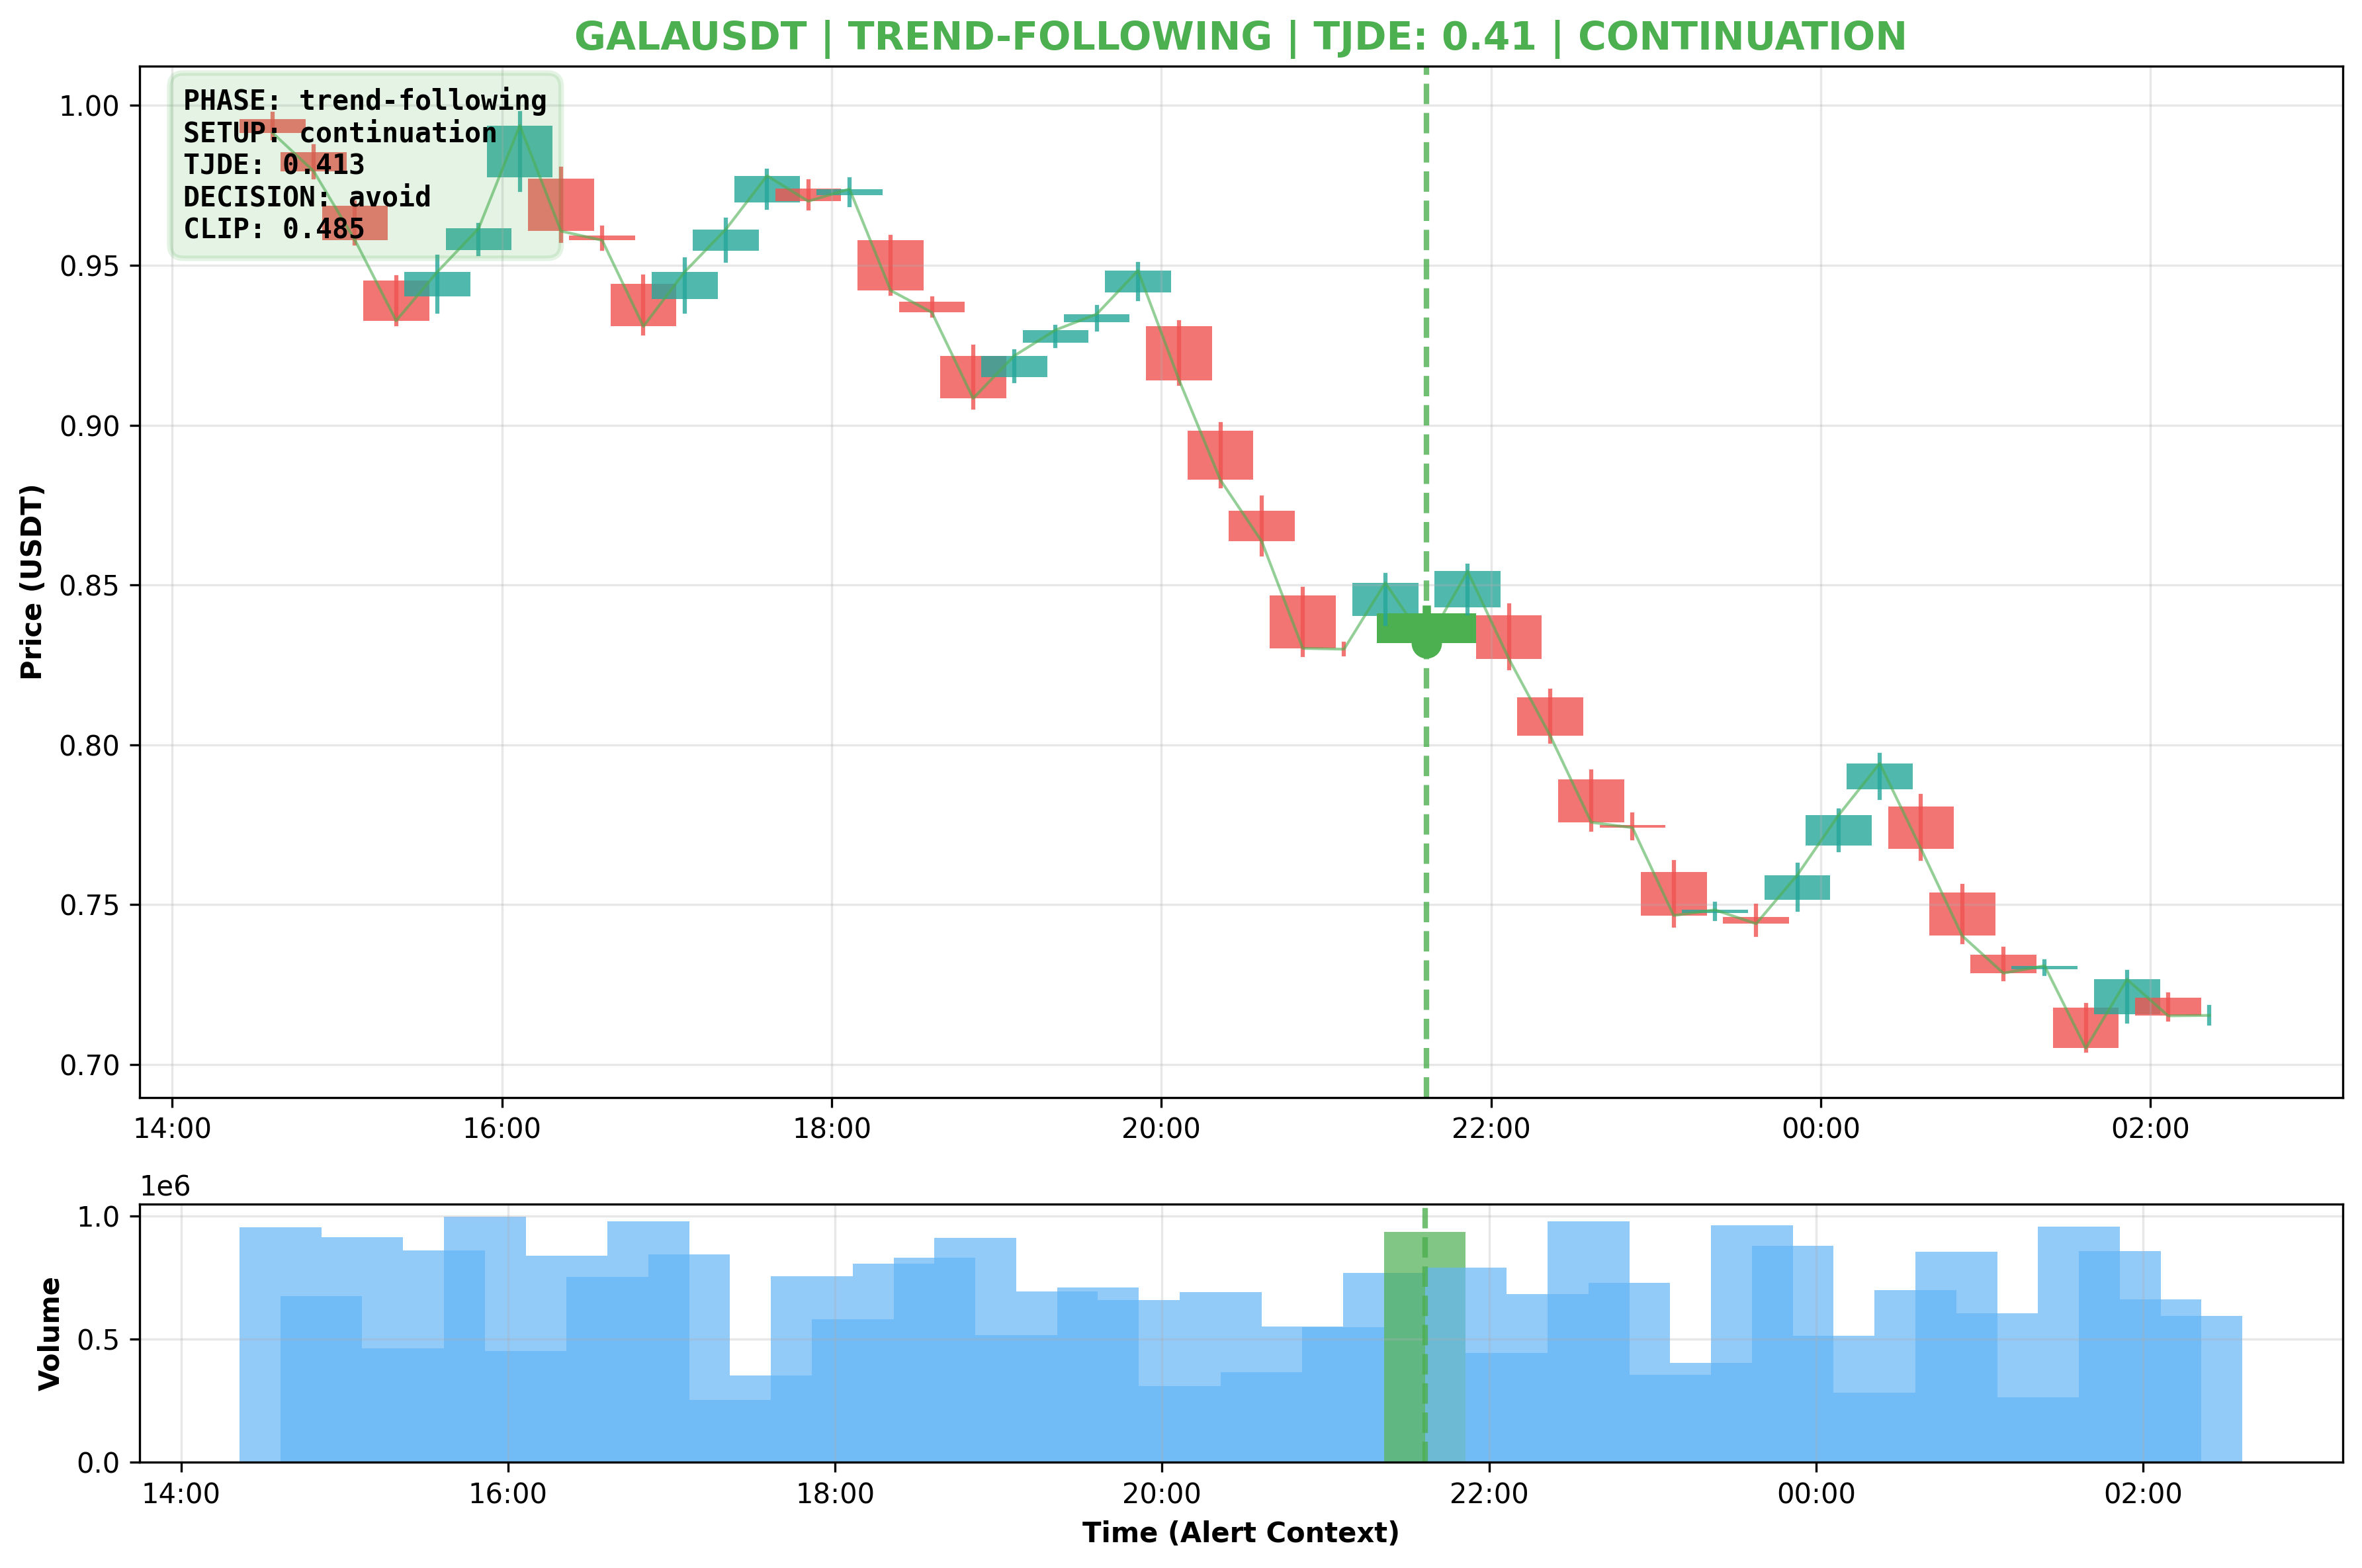 GALAUSDT | TREND-FOLLOWING | TJDE: 0.41 | CONTINUATION
PHASE: trend-following
SETUP: continuation
TJDE: 0.413
DECISION: avoid
CLIP: 0.485
Price (USDT)
1.00
0.95
0.90
0.85
0.80
0.75
0.70
14:00 16:00 18:00 20:00 22:00 00:00 02:00
1e6
Volume
1.0
0.5
0.0
14:00 16:00 18:00 20:00 22:00 00:00 02:00
Time (Alert Context)